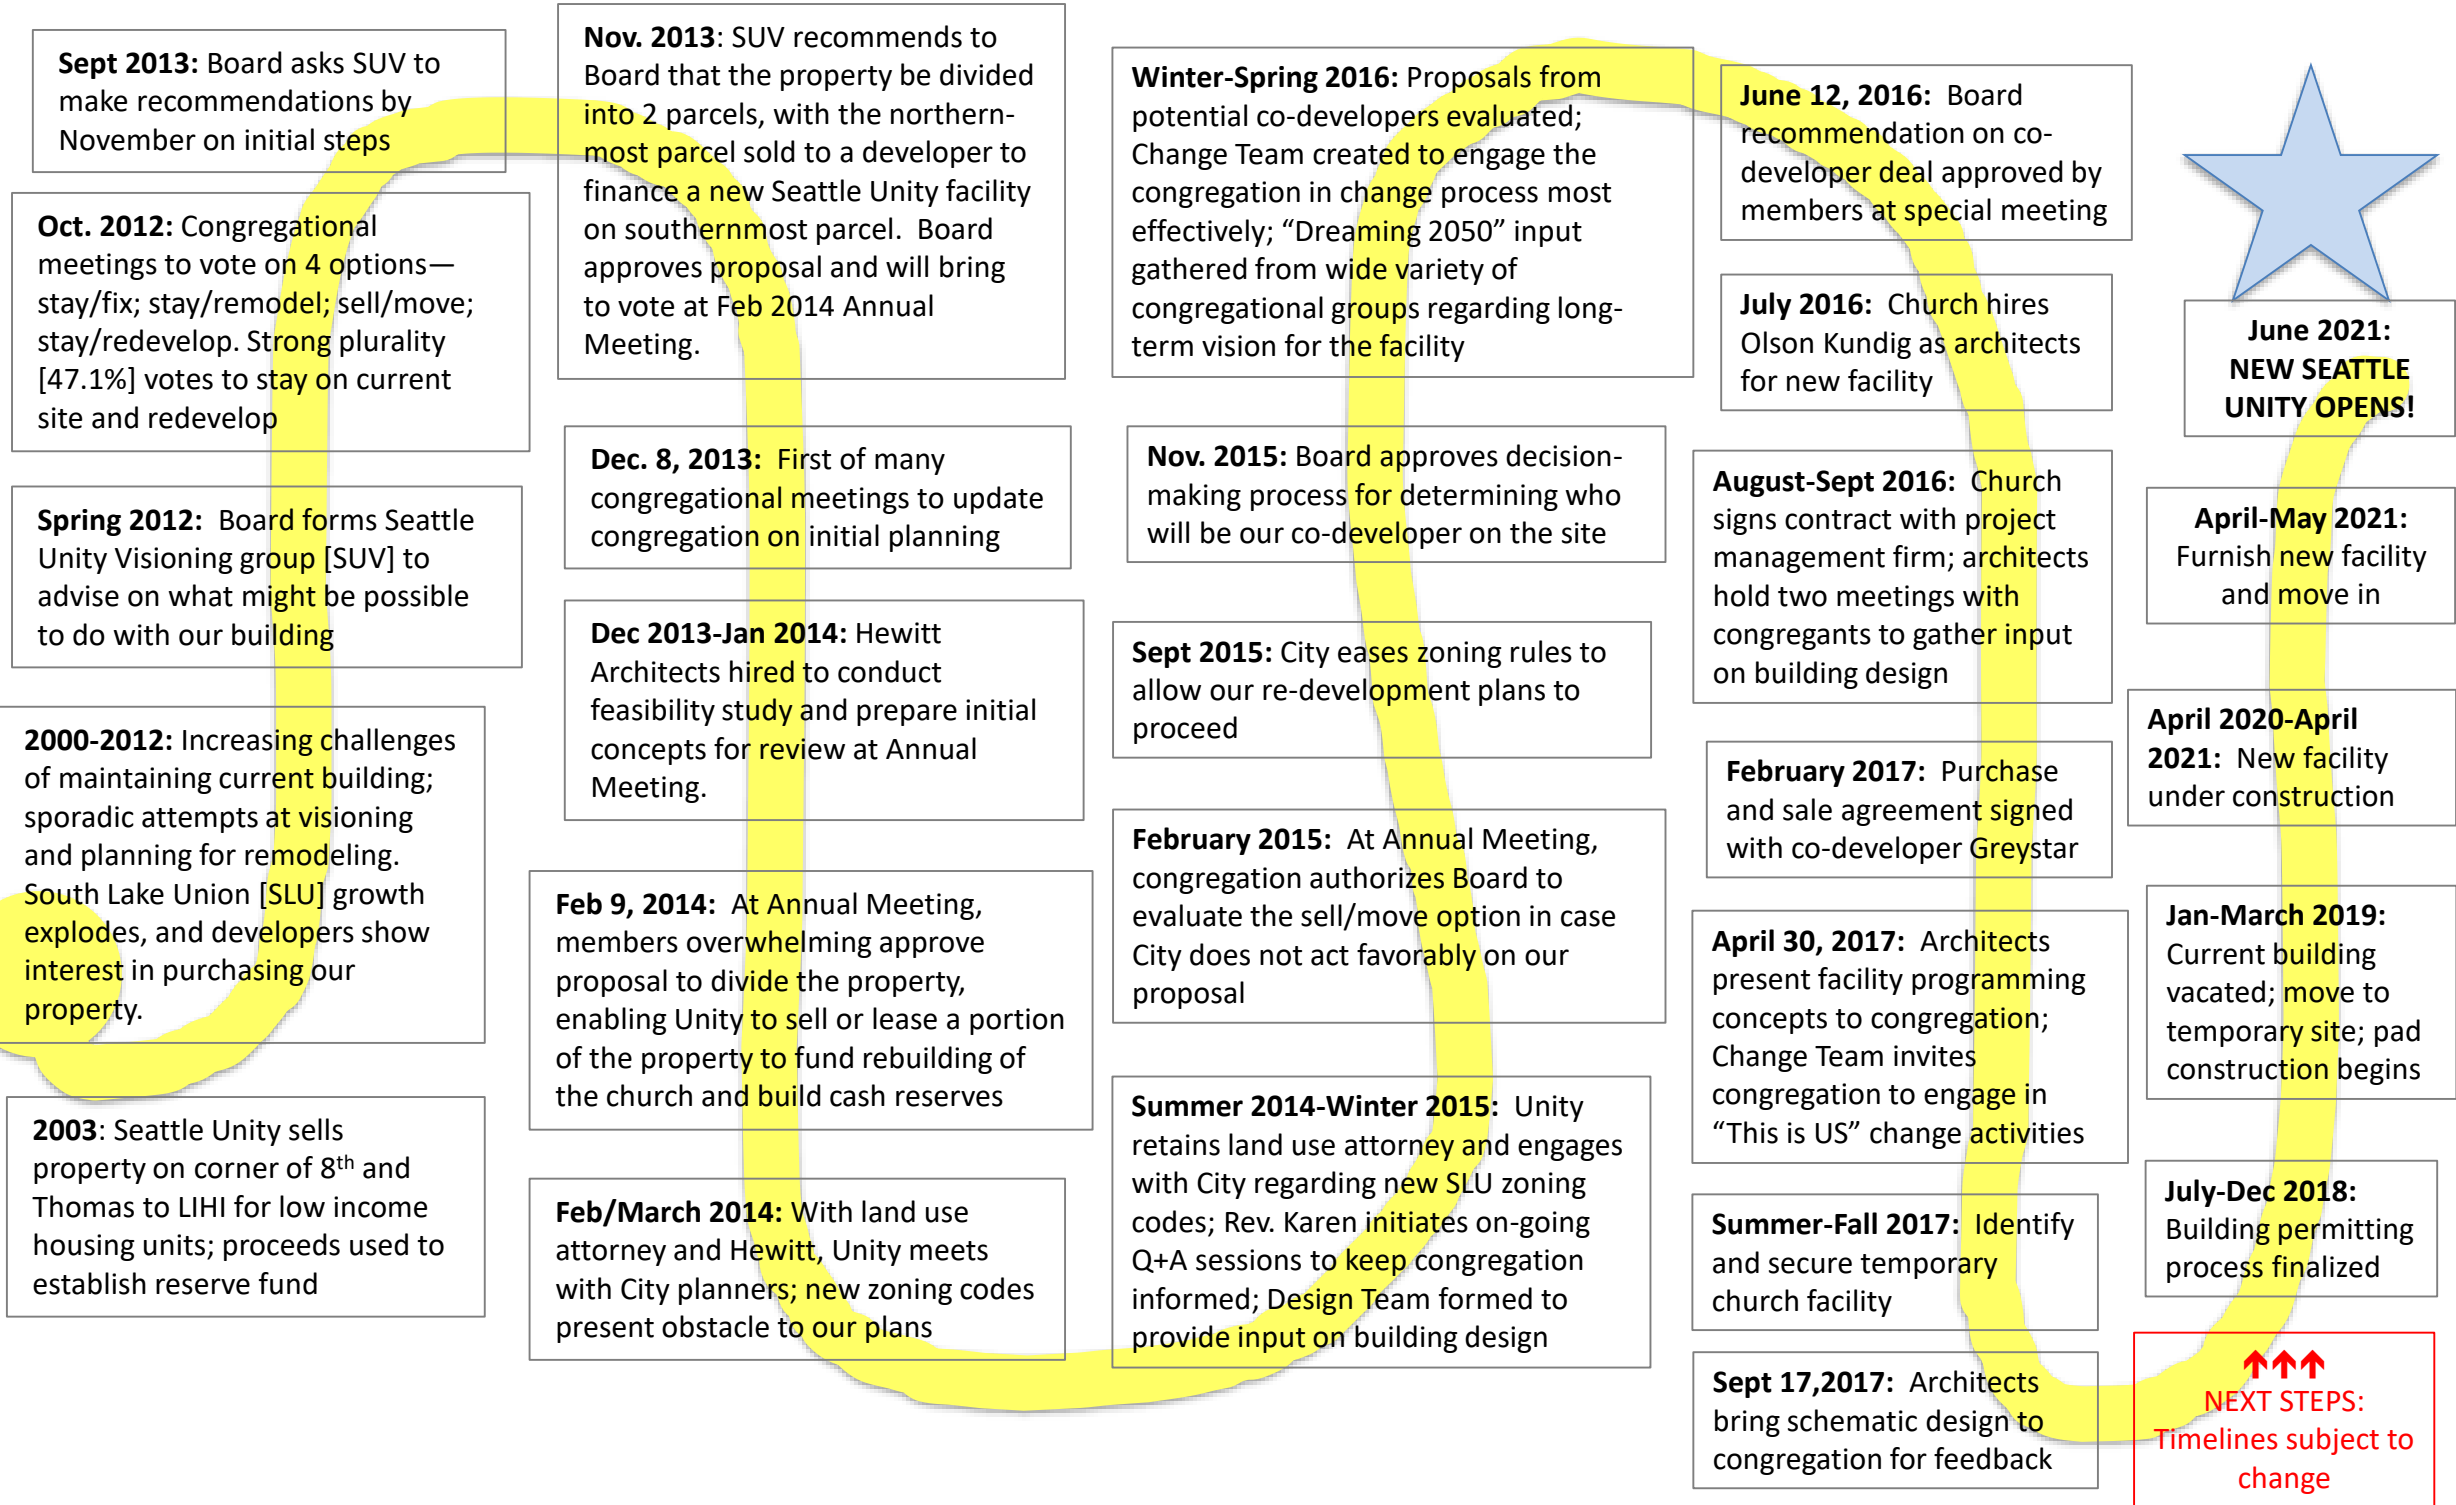 Sept 2013: Board asks SUV to
make recommendations by
November on initial steps
Oct. 2012: Congregational
meetings to vote on 4 options—
stay/fix; stay/remodel; sell/move;
stay/redevelop. Strong plurality
[47.1%] votes to stay on current
site and redevelop
Spring 2012: Board forms Seattle
Unity Visioning group [SUV] to
advise on what might be possible
to do with our building
2000-2012: Increasing challenges
of maintaining current building;
sporadic attempts at visioning
and planning for remodeling.
South Lake Union [SLU] growth
explodes, and developers show
interest in purchasing our
property.
2003: Seattle Unity sells
property on corner of 8th and
Thomas to LIHI for low income
housing units; proceeds used to
establish reserve fund
Nov. 2013: SUV recommends to
Board that the property be divided
into 2 parcels, with the northern-
most parcel sold to a developer to
finance a new Seattle Unity facility
on southernmost parcel. Board
approves proposal and will bring
to vote at Feb 2014 Annual
Meeting.
Dec. 8, 2013: First of many
congregational meetings to update
congregation on initial planning
Dec 2013-Jan 2014: Hewitt
Architects hired to conduct
feasibility study and prepare initial
concepts for review at Annual
Meeting.
Feb 9, 2014: At Annual Meeting,
members overwhelming approve
proposal to divide the property,
enabling Unity to sell or lease a portion
of the property to fund rebuilding of
the church and build cash reserves
Feb/March 2014: With land use
attorney and Hewitt, Unity meets
with City planners; new zoning codes
present obstacle to our plans
Winter-Spring 2016: Proposals from
potential co-developers evaluated;
Change Team created to engage the
congregation in change process most
effectively; “Dreaming 2050” input
gathered from wide variety of
congregational groups regarding long-
term vision for the facility
Nov. 2015: Board approves decision-
making process for determining who
will be our co-developer on the site
Sept 2015: City eases zoning rules to
allow our re-development plans to
proceed
February 2015: At Annual Meeting,
congregation authorizes Board to
evaluate the sell/move option in case
City does not act favorably on our
proposal
Summer 2014-Winter 2015: Unity
retains land use attorney and engages
with City regarding new SLU zoning
codes; Rev. Karen initiates on-going
Q+A sessions to keep congregation
informed; Design Team formed to
provide input on building design
June 12, 2016: Board
recommendation on co-
developer deal approved by
members at special meeting
July 2016: Church hires
Olson Kundig as architects
for new facility
August-Sept 2016: Church
signs contract with project
management firm; architects
hold two meetings with
congregants to gather input
on building design
February 2017: Purchase
and sale agreement signed
with co-developer Greystar
April 30, 2017: Architects
present facility programming
concepts to congregation;
Change Team invites
congregation to engage in
“This is US” change activities
Summer-Fall 2017: Identify
and secure temporary
church facility
Sept 17,2017: Architects
bring schematic design to
congregation for feedback
June 2021:
NEW SEATTLE
UNITY OPENS!
April-May 2021:
Furnish new facility
and move in
April 2020-April
2021: New facility
under construction
Jan-March 2019:
Current building
vacated; move to
temporary site; pad
construction begins
July-Dec 2018:
Building permitting
process finalized
↑↑↑
NEXT STEPS:
Timelines subject to
change